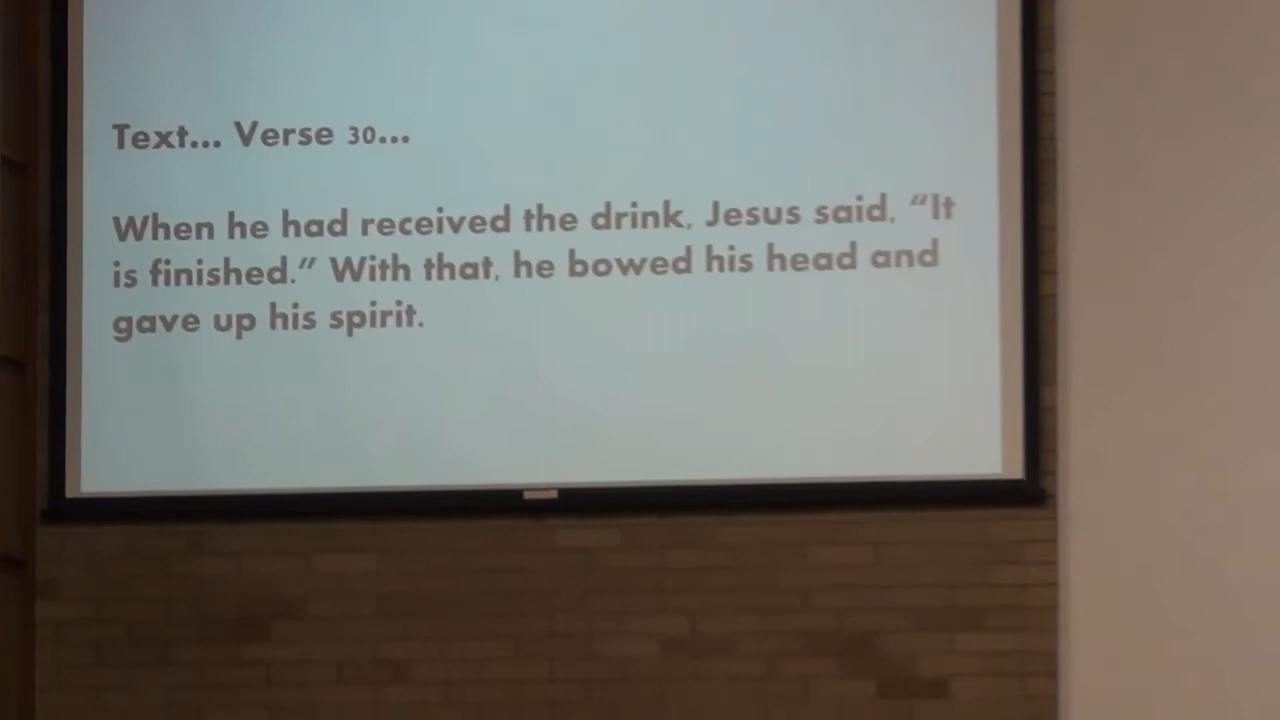 Text... Verse 30...
When he had received the drink, Jesus said, “It
is finished.” With that, he bowed his head and
gave up his spirit.